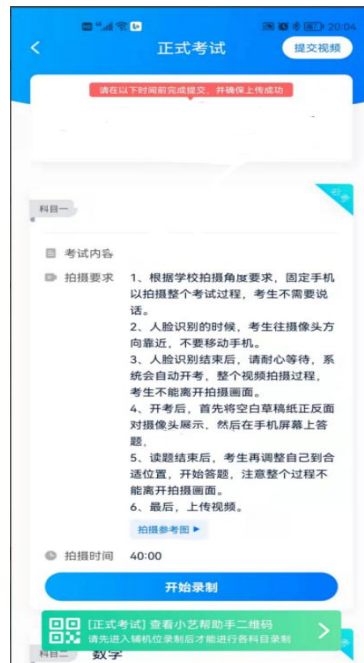 20:04
正式考试
提交视频
请在以下时间前完成提交，并确保上传成功
科目一
必考
考试内容
拍摄要求
1、根据学校拍摄角度要求，固定手机
以拍摄整个考试过程，考生不需要说
话。
2、人脸识别的时候，考生往摄像头方
向靠近，不要移动手机。
3、人脸识别结束后，请耐心等待，系
统会自动开考，整个视频拍摄过程，
考生不能离开拍摄画面。
4、开考后，首先将空白草稿纸正反面
对摄像头展示，然后在手机屏幕上答
题，
5、读题结束后，考生再调整自己到合
适位置，开始答题，注意整个过程不
能离开拍摄画面。
6、最后，上传视频。
拍摄参考图
拍摄时间 40:00
开始录制
[正式考试] 查看小艺帮助手二维码
请先进入辅机位录制后才能进行各科目录制
科目二 数学